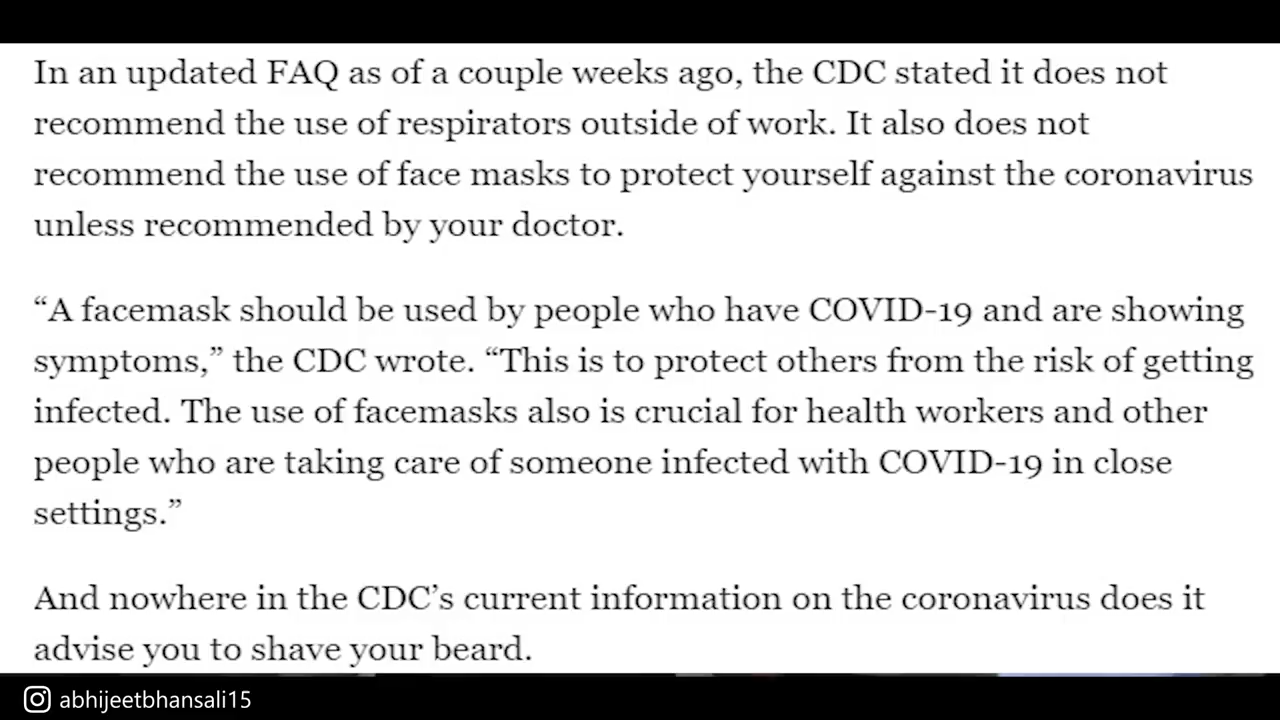 In an updated FAQ as of a couple weeks ago, the CDC stated it does not
recommend the use of respirators outside of work. It also does not
recommend the use of face masks to protect yourself against the coronavirus
unless recommended by your doctor.
“A facemask should be used by people who have COVID-19 and are showing
symptoms,” the CDC wrote. “This is to protect others from the risk of getting
infected. The use of facemasks also is crucial for health workers and other
people who are taking care of someone infected with COVID-19 in close
settings.”
And nowhere in the CDC’s current information on the coronavirus does it
advise you to shave your beard.
abhijeetbhansali15